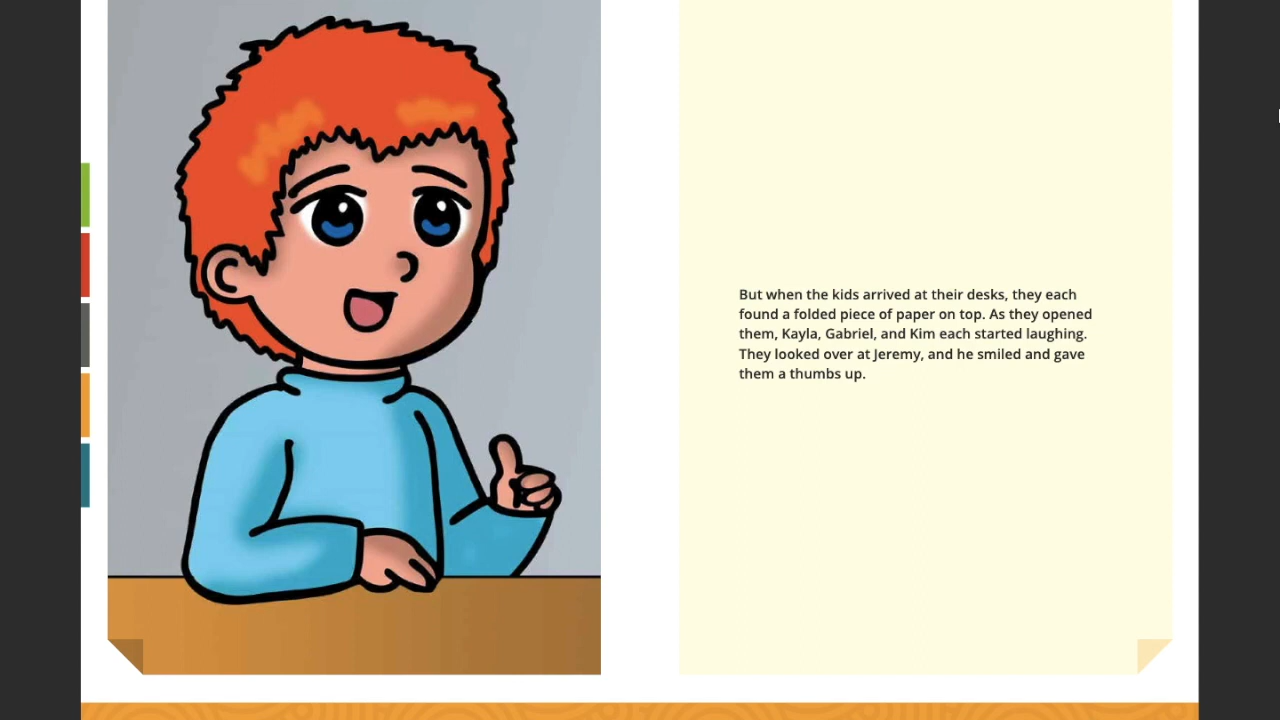 But when the kids arrived at their desks, they each
found a folded piece of paper on top. As they opened
them, Kayla, Gabriel, and Kim each started laughing.
They looked over at Jeremy, and he smiled and gave
them a thumbs up.